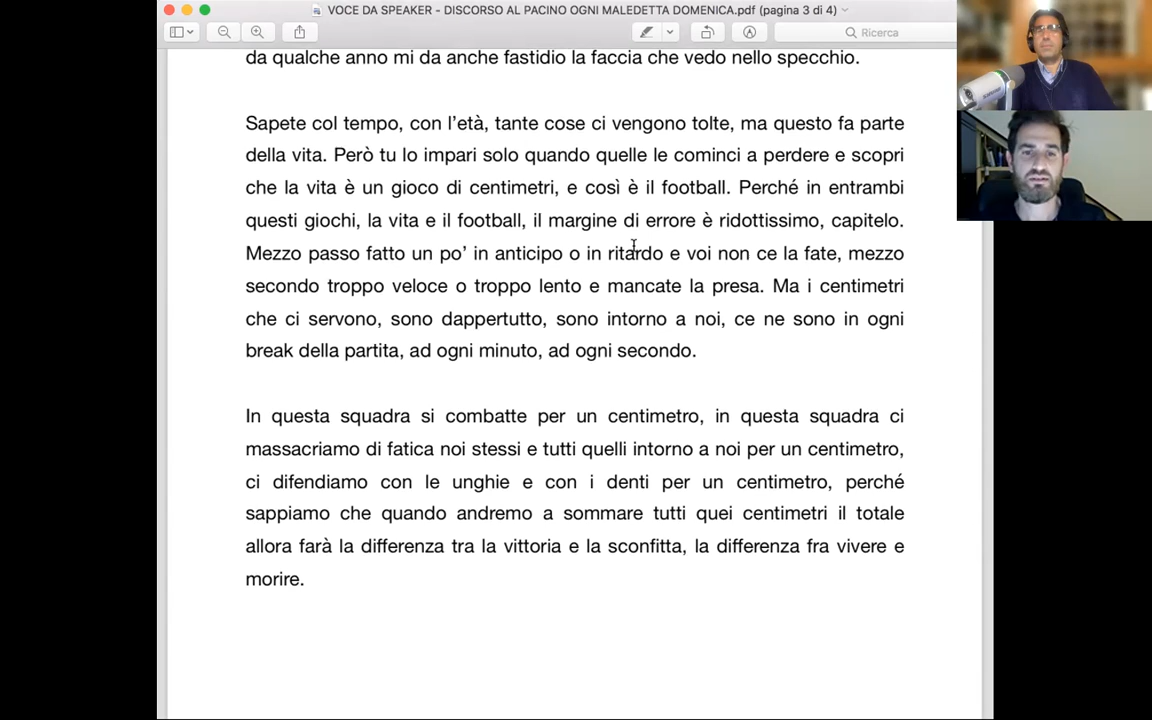 VOCE DA SPEAKER - DISCORSO AL PACINO OGNI MALEDETTA DOMENICA.pdf (pagina 3 di 4)
Ricerca
da qualche anno mi da anche fastidio la faccia che vedo nello specchio.
Sapete col tempo, con l’età, tante cose ci vengono tolte, ma questo fa parte
della vita. Però tu lo impari solo quando quelle le cominci a perdere e scopri
che la vita è un gioco di centimetri, e così è il football. Perché in entrambi
questi giochi, la vita e il football, il margine di errore è ridottissimo, capitelo.
Mezzo passo fatto un po’ in anticipo o in ritardo e voi non ce la fate, mezzo
secondo troppo veloce o troppo lento e mancate la presa. Ma i centimetri
che ci servono, sono dappertutto, sono intorno a noi, ce ne sono in ogni
break della partita, ad ogni minuto, ad ogni secondo.
In questa squadra si combatte per un centimetro, in questa squadra ci
massacriamo di fatica noi stessi e tutti quelli intorno a noi per un centimetro,
ci difendiamo con le unghie e con i denti per un centimetro, perché
sappiamo che quando andremo a sommare tutti quei centimetri il totale
allora farà la differenza tra la vittoria e la sconfitta, la differenza fra vivere e
morire.